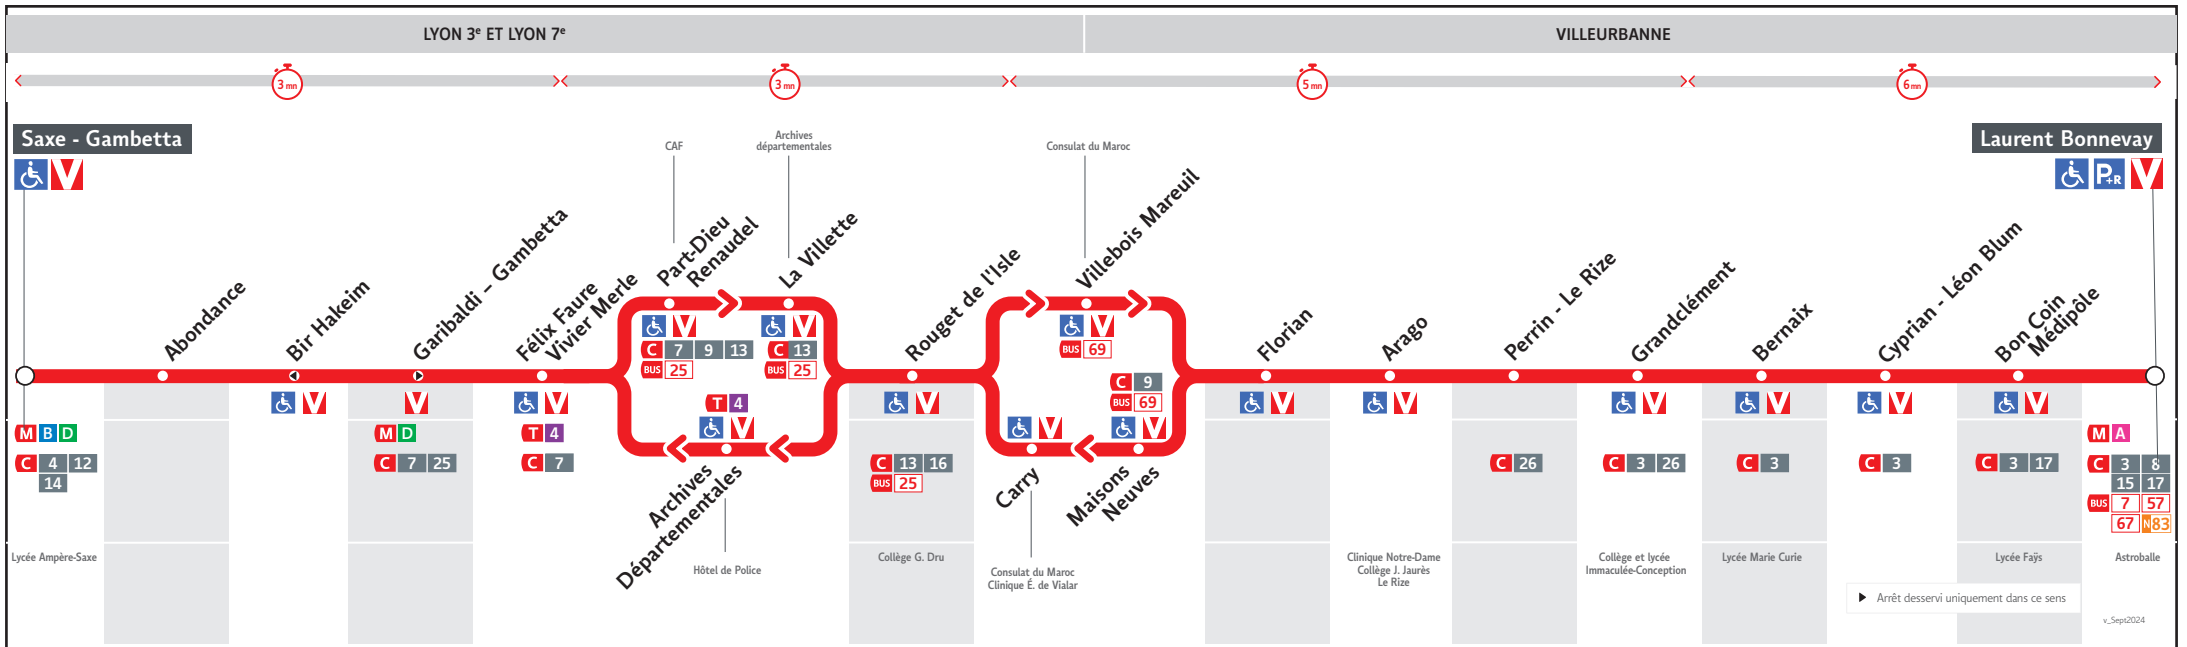 LYON 3e ET LYON 7e
VILLEURBANNE
3 mn
3 mn
5 mn
6 mn
Saxe - Gambetta
V
Abondance
Bir Hakeim
V
Garibaldi – Gambetta
V
Félix Faure
Vivier Merle
V
CAF
Part-Dieu
Renaudel
V
C 7 9 13
BUS 25
Archives
départementales
La Villette
V
C 13
BUS 25
T 4
V
Archives
Départementales
Hôtel de Police
Rouget de l'Isle
V
Consulat du Maroc
Villebois Mareuil
V
BUS 69
C 9
BUS 69
V
V
Carry
Maisons
Neuves
Consulat du Maroc
Clinique É. de Vialar
Florian
V
Arago
V
Perrin - Le Rize
Grandclément
V
Bernaix
V
Cyprian - Léon Blum
V
Bon Coin
Médipôle
V
Laurent Bonnevay
P+R V
M B D
C 4 12
14
Lycée Ampère-Saxe
M D
C 7 25
T 4
C 7
C 13 16
BUS 25
Collège G. Dru
Clinique Notre-Dame
Collège J. Jaurès
Le Rize
C 26
C 3 26
Collège et lycée
Immaculée-Conception
C 3
Lycée Marie Curie
C 3
C 3 17
Lycée Faÿs
M A
C 3 8
15 17
BUS 7 57
67 N83
Astroballe
Arrêt desservi uniquement dans ce sens
v_Sept2024